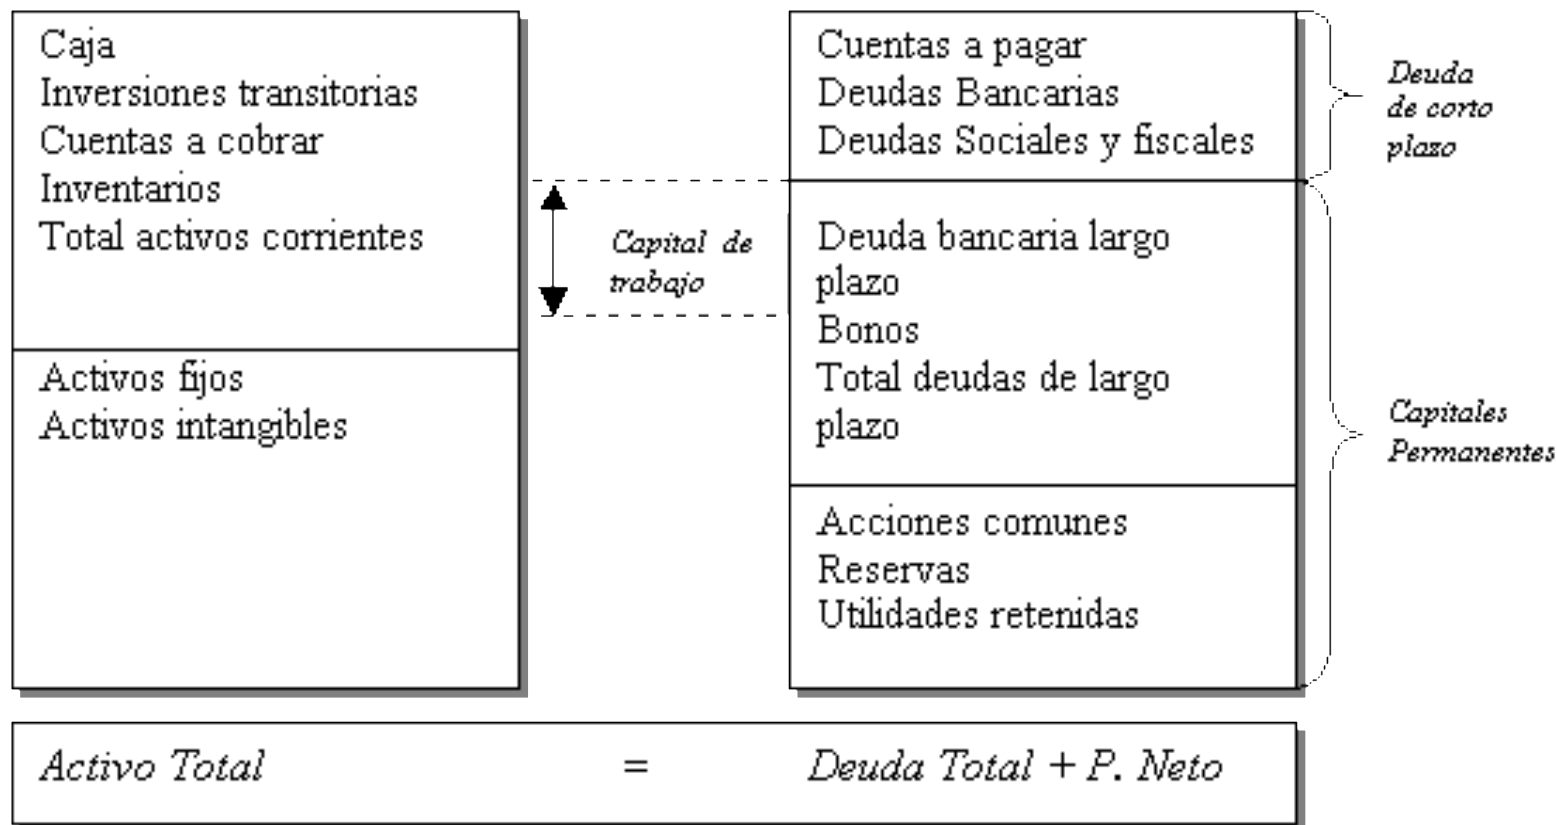 Caja
Inversiones transitorias
Cuentas a cobrar
Inventarios
Total activos corrientes
Activos fijos
Activos intangibles
Capital de
trabajo
Cuentas a pagar
Deudas Bancarias
Deudas Sociales y fiscales
Deuda bancaria largo
plazo
Bonos
Total deudas de largo
plazo
Acciones comunes
Reservas
Utilidades retenidas
Deuda
de corto
plazo
Capitales
Permanentes
Activo Total = Deuda Total + P. Neto